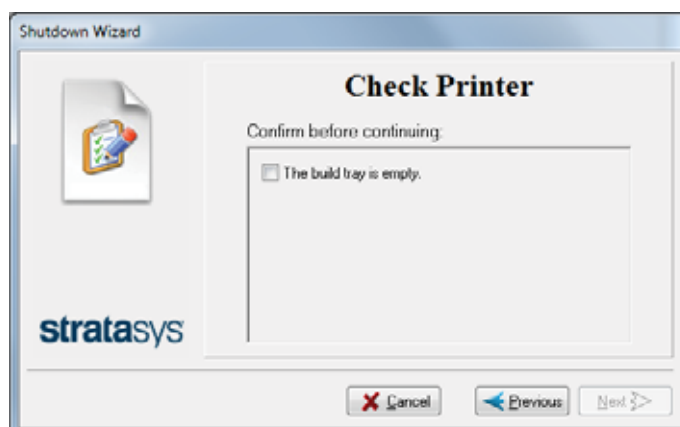 Shutdown Wizard
Check Printer
Confirm before continuing:
The build tray is empty.
stratasys
Cancel
Previous
Next